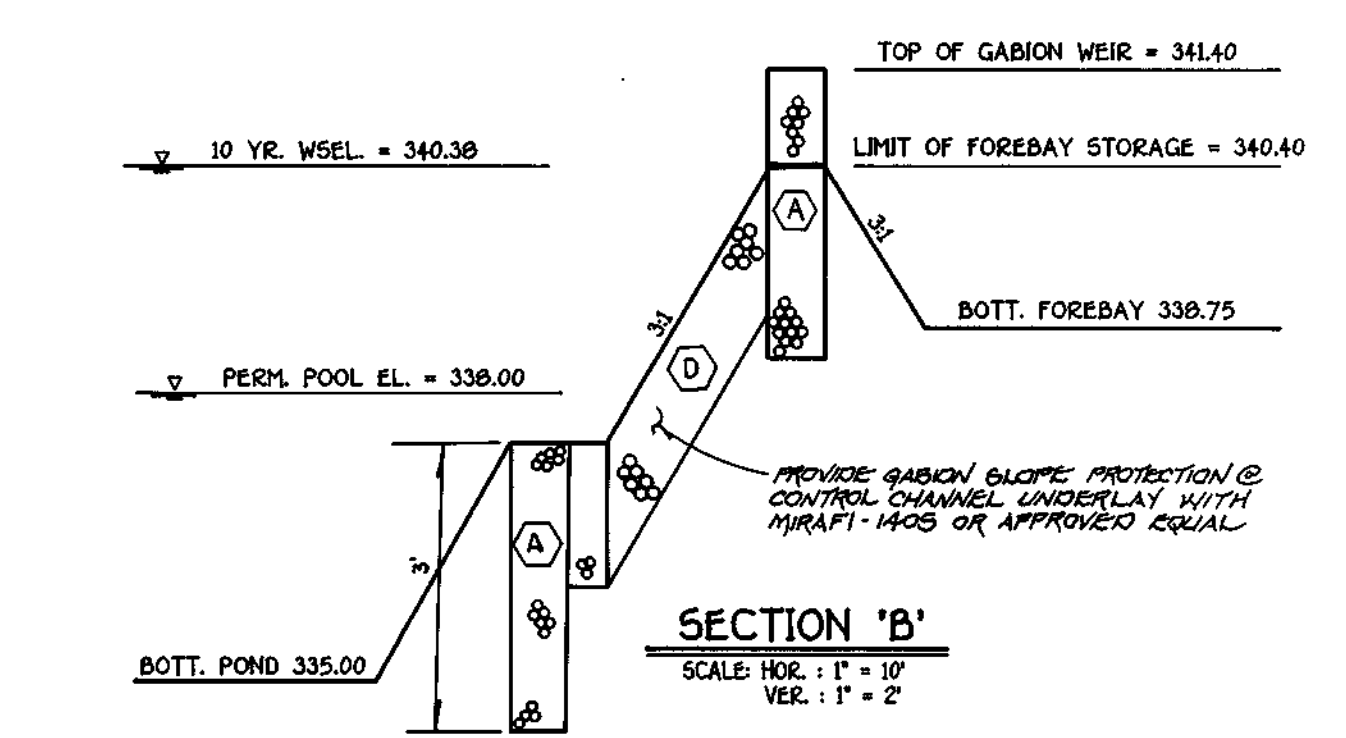 TOP OF GABION WEIR = 341.40
10 YR. WSEL. = 340.38
LIMIT OF FOREBAY STORAGE = 340.40
A
3:1
3:1
BOTT. FOREBAY 338.75
D
PERM. POOL EL. = 338.00
PROVIDE GABION SLOPE PROTECTION @
CONTROL CHANNEL UNDERLAY WITH
MIRAFI-140S OR APPROVED EQUAL
A
3'
BOTT. POND 335.00
SECTION 'B'
SCALE: HOR. : 1" = 10'
VER. : 1" = 2'